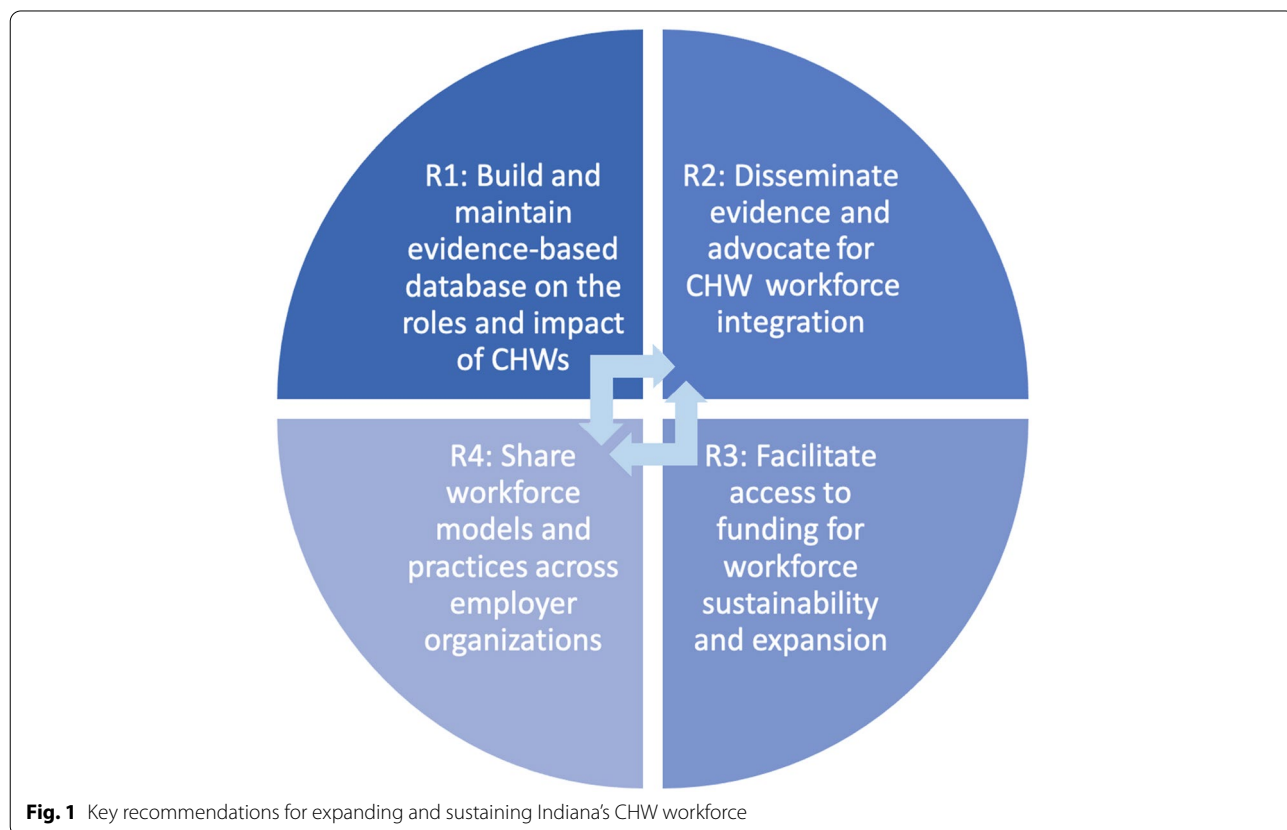 R1: Build and
maintain
evidence-based
database on the
roles and impact
of CHWs
R2: Disseminate
evidence and
advocate for
CHW workforce
integration
R4: Share
workforce
models and
practices across
employer
organizations
R3: Facilitate
access to
funding for
workforce
sustainability
and expansion
Fig. 1 Key recommendations for expanding and sustaining Indiana's CHW workforce